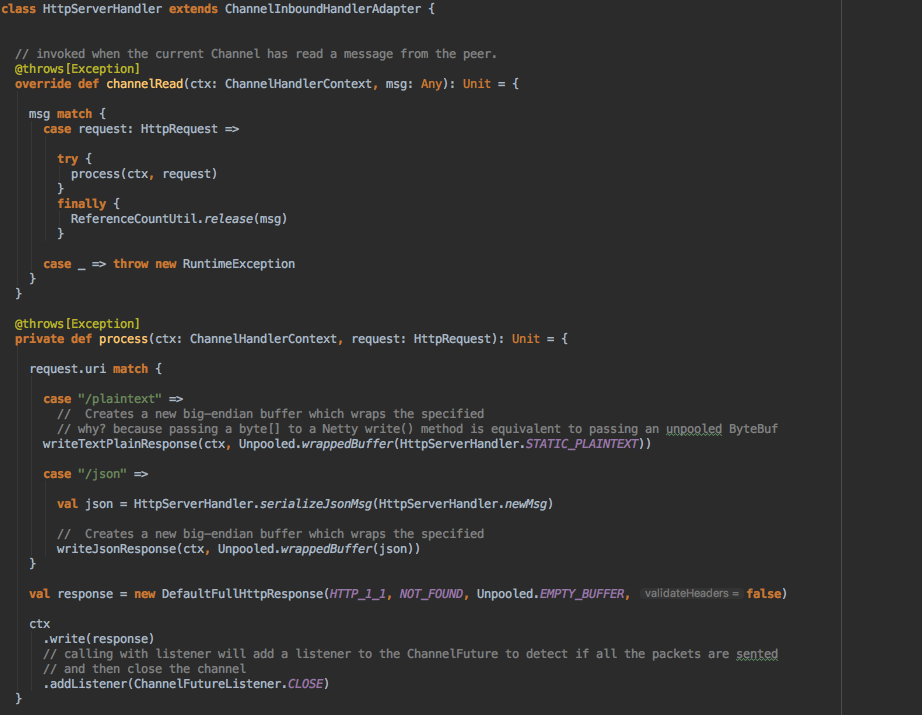 class HttpServerHandler extends ChannelInboundHandlerAdapter {
// invoked when the current Channel has read a message from the peer.
@throws[Exception]
override def channelRead(ctx: ChannelHandlerContext, msg: Any): Unit = {
msg match {
case request: HttpRequest =>
try {
process(ctx, request)
}
finally {
ReferenceCountUtil.release(msg)
}
case _ => throw new RuntimeException
}
}
@throws[Exception]
private def process(ctx: ChannelHandlerContext, request: HttpRequest): Unit = {
request.uri match {
case "/plaintext" =>
//  Creates a new big-endian buffer which wraps the specified
// why? because passing a byte[] to a Netty write() method is equivalent to passing an unpooled ByteBuf
writeTextPlainResponse(ctx, Unpooled.wrappedBuffer(HttpServerHandler.STATIC_PLAINTEXT))
case "/json" =>
val json = HttpServerHandler.serializeJsonMsg(HttpServerHandler.newMsg)
//  Creates a new big-endian buffer which wraps the specified
writeJsonResponse(ctx, Unpooled.wrappedBuffer(json))
}
val response = new DefaultFullHttpResponse(HTTP_1_1, NOT_FOUND, Unpooled.EMPTY_BUFFER, validateHeaders = false)
ctx
.write(response)
// calling with listener will add a listener to the ChannelFuture to detect if all the packets are sented
// and then close the channel
.addListener(ChannelFutureListener.CLOSE)
}